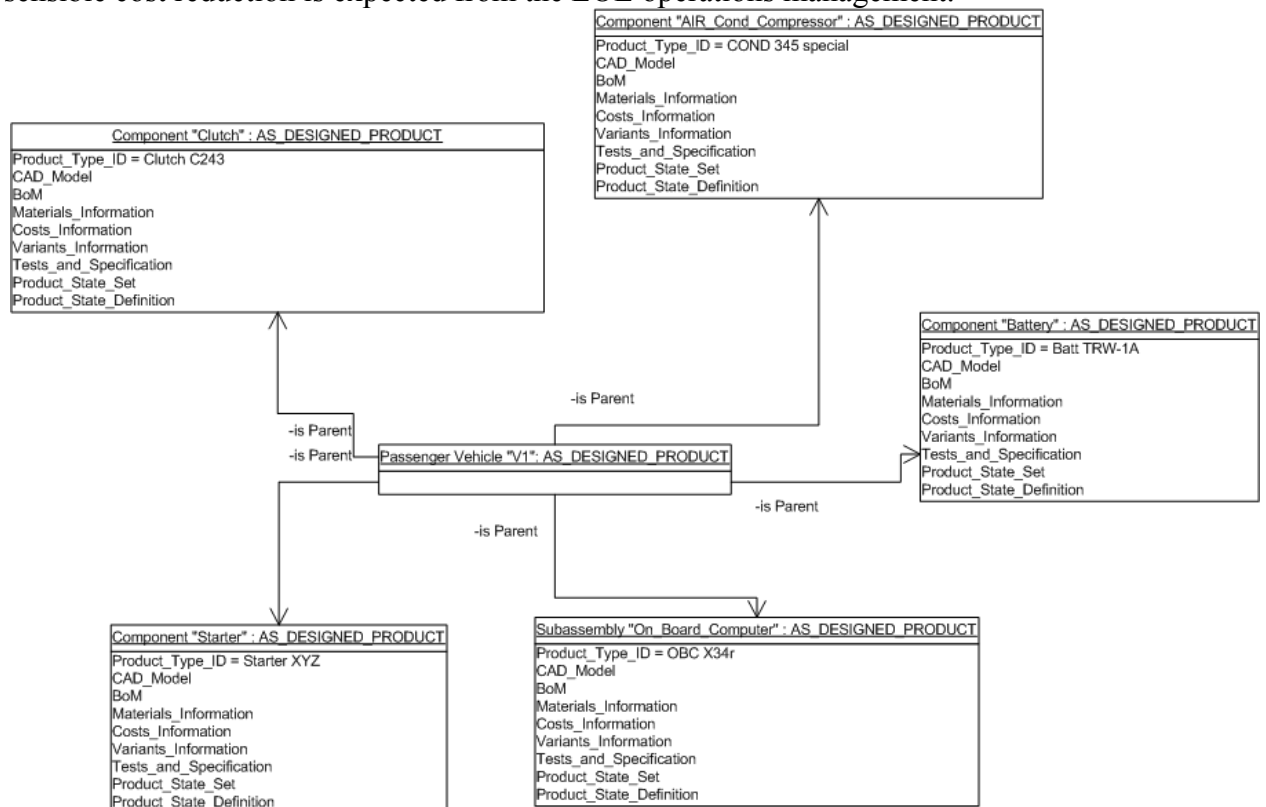 sensible cost reduction is expected from the EOL operations management.
Component "AIR_Cond_Compressor" : AS_DESIGNED_PRODUCT
Product_Type_ID = COND 345 special
CAD_Model
BoM
Materials_Information
Costs_Information
Variants_Information
Tests_and_Specification
Product_State_Set
Product_State_Definition
Component "Clutch" : AS_DESIGNED_PRODUCT
Product_Type_ID = Clutch C243
CAD_Model
BoM
Materials_Information
Costs_Information
Variants_Information
Tests_and_Specification
Product_State_Set
Product_State_Definition
Component "Battery" : AS_DESIGNED_PRODUCT
Product_Type_ID = Batt TRW-1A
CAD_Model
BoM
Materials_Information
Costs_Information
Variants_Information
Tests_and_Specification
Product_State_Set
Product_State_Definition
-is Parent
-is Parent
-is Parent
Passenger Vehicle "V1": AS_DESIGNED_PRODUCT
-is Parent
-is Parent
Component "Starter" : AS_DESIGNED_PRODUCT
Product_Type_ID = Starter XYZ
CAD_Model
BoM
Materials_Information
Costs_Information
Variants_Information
Tests_and_Specification
Product_State_Set
Product_State_Definition
Subassembly "On_Board_Computer" : AS_DESIGNED_PRODUCT
Product_Type_ID = OBC X34r
CAD_Model
BoM
Materials_Information
Costs_Information
Variants_Information
Tests_and_Specification
Product_State_Set
Product_State_Definition